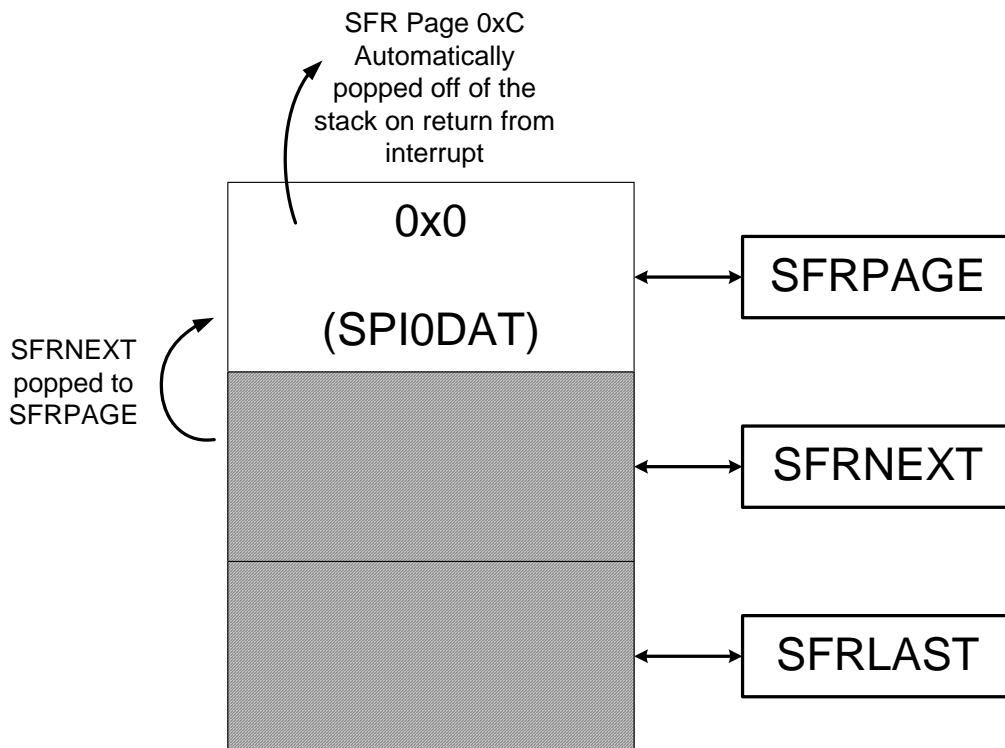 SFR Page 0xC
Automatically
popped off of the
stack on return from
interrupt
0x0
(SPI0DAT)
SFRPAGE
SFRNEXT
popped to
SFRPAGE
SFRNEXT
SFRLAST